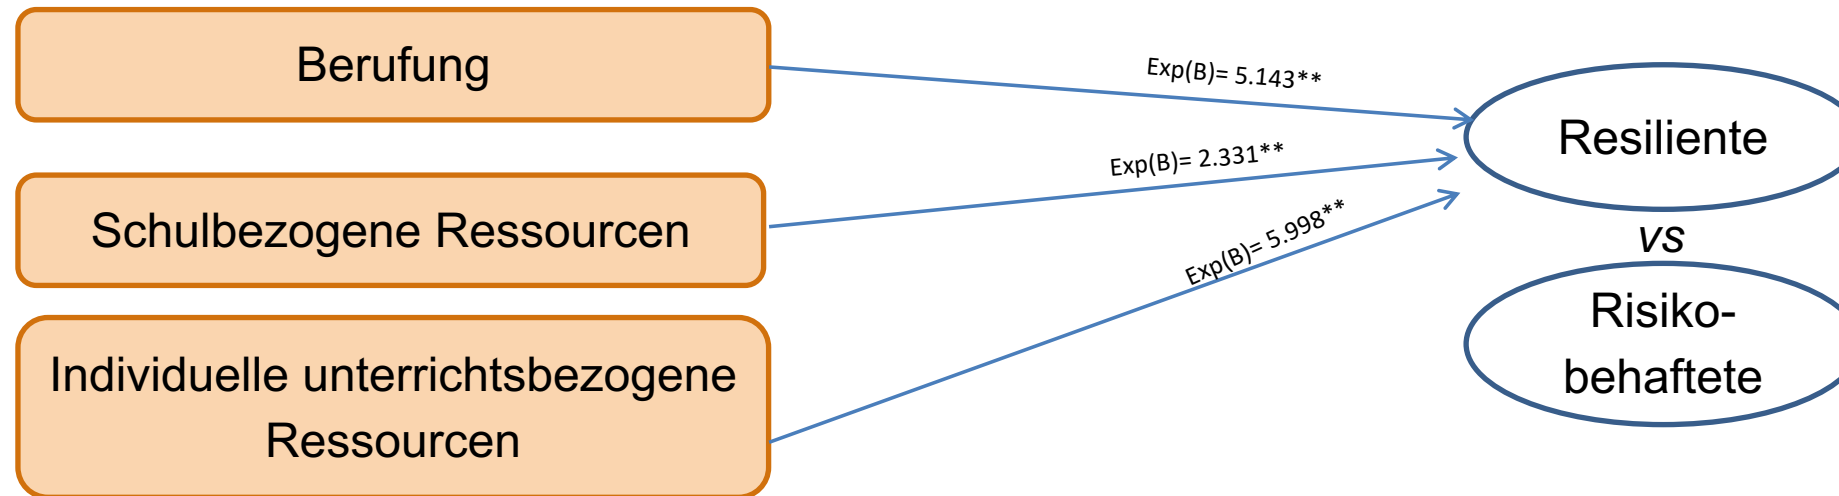 Berufung
Exp(B)= 5.143**
Resiliente
Exp(B)= 2.331**
Schulbezogene Ressourcen
Exp(B)= 5.998**
vs
Individuelle unterrichtsbezogene
Ressourcen
Risiko-
behaftete